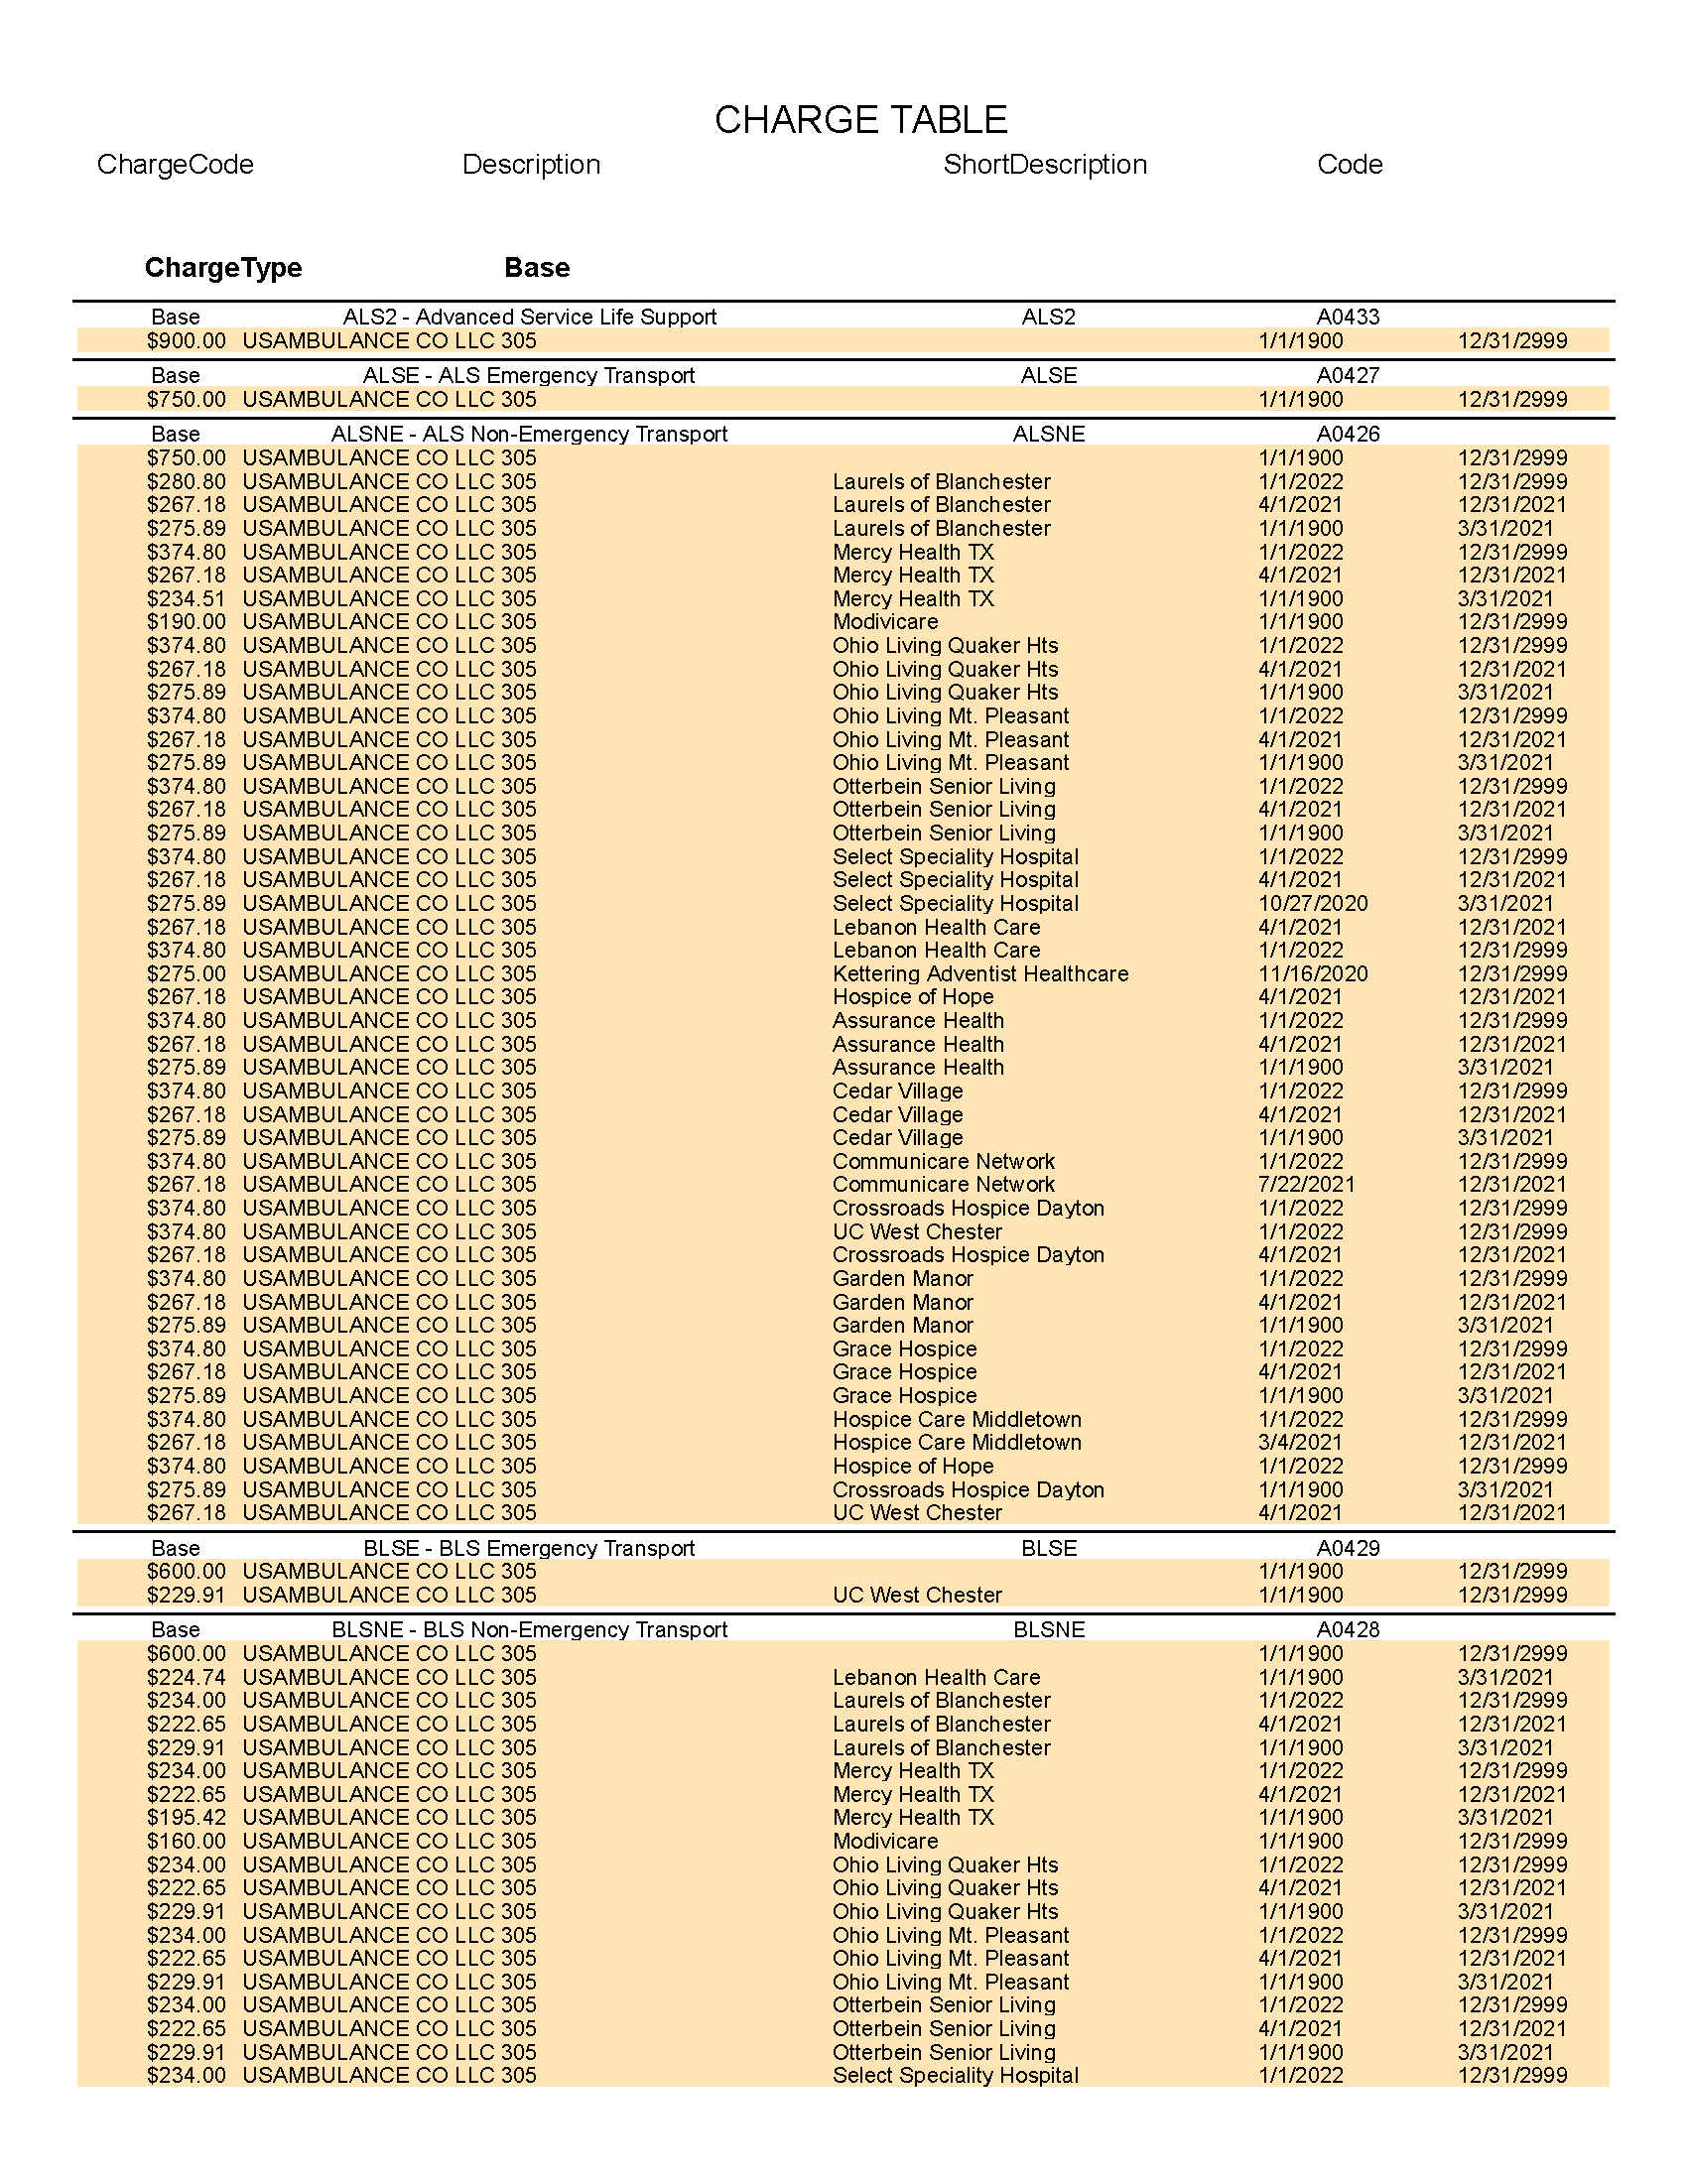 CHARGE TABLE
ChargeCode Description ShortDescription Code
ChargeType Base
Base ALS2 - Advanced Service Life Support ALS2 A0433
$900.00 USAMBULANCE CO LLC 305 1/1/1900 12/31/2999
Base ALSE - ALS Emergency Transport ALSE A0427
$750.00 USAMBULANCE CO LLC 305 1/1/1900 12/31/2999
Base ALSNE - ALS Non-Emergency Transport ALSNE A0426
$750.00 USAMBULANCE CO LLC 305 1/1/1900 12/31/2999
$280.80 USAMBULANCE CO LLC 305 Laurels of Blanchester 1/1/2022 12/31/2999
$267.18 USAMBULANCE CO LLC 305 Laurels of Blanchester 4/1/2021 12/31/2021
$275.89 USAMBULANCE CO LLC 305 Laurels of Blanchester 1/1/1900 3/31/2021
$374.80 USAMBULANCE CO LLC 305 Mercy Health TX 1/1/2022 12/31/2999
$267.18 USAMBULANCE CO LLC 305 Mercy Health TX 4/1/2021 12/31/2021
$234.51 USAMBULANCE CO LLC 305 Mercy Health TX 1/1/1900 3/31/2021
$190.00 USAMBULANCE CO LLC 305 Modivicare 1/1/1900 12/31/2999
$374.80 USAMBULANCE CO LLC 305 Ohio Living Quaker Hts 1/1/2022 12/31/2999
$267.18 USAMBULANCE CO LLC 305 Ohio Living Quaker Hts 4/1/2021 12/31/2021
$275.89 USAMBULANCE CO LLC 305 Ohio Living Quaker Hts 1/1/1900 3/31/2021
$374.80 USAMBULANCE CO LLC 305 Ohio Living Mt. Pleasant 1/1/2022 12/31/2999
$267.18 USAMBULANCE CO LLC 305 Ohio Living Mt. Pleasant 4/1/2021 12/31/2021
$275.89 USAMBULANCE CO LLC 305 Ohio Living Mt. Pleasant 1/1/1900 3/31/2021
$374.80 USAMBULANCE CO LLC 305 Otterbein Senior Living 1/1/2022 12/31/2999
$267.18 USAMBULANCE CO LLC 305 Otterbein Senior Living 4/1/2021 12/31/2021
$275.89 USAMBULANCE CO LLC 305 Otterbein Senior Living 1/1/1900 3/31/2021
$374.80 USAMBULANCE CO LLC 305 Select Speciality Hospital 1/1/2022 12/31/2999
$267.18 USAMBULANCE CO LLC 305 Select Speciality Hospital 4/1/2021 12/31/2021
$275.89 USAMBULANCE CO LLC 305 Select Speciality Hospital 10/27/2020 3/31/2021
$267.18 USAMBULANCE CO LLC 305 Lebanon Health Care 4/1/2021 12/31/2021
$374.80 USAMBULANCE CO LLC 305 Lebanon Health Care 1/1/2022 12/31/2999
$275.00 USAMBULANCE CO LLC 305 Kettering Adventist Healthcare 11/16/2020 12/31/2999
$267.18 USAMBULANCE CO LLC 305 Hospice of Hope 4/1/2021 12/31/2021
$374.80 USAMBULANCE CO LLC 305 Assurance Health 1/1/2022 12/31/2999
$267.18 USAMBULANCE CO LLC 305 Assurance Health 4/1/2021 12/31/2021
$275.89 USAMBULANCE CO LLC 305 Assurance Health 1/1/1900 3/31/2021
$374.80 USAMBULANCE CO LLC 305 Cedar Village 1/1/2022 12/31/2999
$267.18 USAMBULANCE CO LLC 305 Cedar Village 4/1/2021 12/31/2021
$275.89 USAMBULANCE CO LLC 305 Cedar Village 1/1/1900 3/31/2021
$374.80 USAMBULANCE CO LLC 305 Communicare Network 1/1/2022 12/31/2999
$267.18 USAMBULANCE CO LLC 305 Communicare Network 7/22/2021 12/31/2021
$374.80 USAMBULANCE CO LLC 305 Crossroads Hospice Dayton 1/1/2022 12/31/2999
$374.80 USAMBULANCE CO LLC 305 UC West Chester 1/1/2022 12/31/2999
$267.18 USAMBULANCE CO LLC 305 Crossroads Hospice Dayton 4/1/2021 12/31/2021
$374.80 USAMBULANCE CO LLC 305 Garden Manor 1/1/2022 12/31/2999
$267.18 USAMBULANCE CO LLC 305 Garden Manor 4/1/2021 12/31/2021
$275.89 USAMBULANCE CO LLC 305 Garden Manor 1/1/1900 3/31/2021
$374.80 USAMBULANCE CO LLC 305 Grace Hospice 1/1/2022 12/31/2999
$267.18 USAMBULANCE CO LLC 305 Grace Hospice 4/1/2021 12/31/2021
$275.89 USAMBULANCE CO LLC 305 Grace Hospice 1/1/1900 3/31/2021
$374.80 USAMBULANCE CO LLC 305 Hospice Care Middletown 1/1/2022 12/31/2999
$267.18 USAMBULANCE CO LLC 305 Hospice Care Middletown 3/4/2021 12/31/2021
$374.80 USAMBULANCE CO LLC 305 Hospice of Hope 1/1/2022 12/31/2999
$275.89 USAMBULANCE CO LLC 305 Crossroads Hospice Dayton 1/1/1900 3/31/2021
$267.18 USAMBULANCE CO LLC 305 UC West Chester 4/1/2021 12/31/2021
Base BLSE - BLS Emergency Transport BLSE A0429
$600.00 USAMBULANCE CO LLC 305 1/1/1900 12/31/2999
$229.91 USAMBULANCE CO LLC 305 UC West Chester 1/1/1900 12/31/2999
Base BLSNE - BLS Non-Emergency Transport BLSNE A0428
$600.00 USAMBULANCE CO LLC 305 1/1/1900 12/31/2999
$224.74 USAMBULANCE CO LLC 305 Lebanon Health Care 1/1/1900 3/31/2021
$234.00 USAMBULANCE CO LLC 305 Laurels of Blanchester 1/1/2022 12/31/2999
$222.65 USAMBULANCE CO LLC 305 Laurels of Blanchester 4/1/2021 12/31/2021
$229.91 USAMBULANCE CO LLC 305 Laurels of Blanchester 1/1/1900 3/31/2021
$234.00 USAMBULANCE CO LLC 305 Mercy Health TX 1/1/2022 12/31/2999
$222.65 USAMBULANCE CO LLC 305 Mercy Health TX 4/1/2021 12/31/2021
$195.42 USAMBULANCE CO LLC 305 Mercy Health TX 1/1/1900 3/31/2021
$160.00 USAMBULANCE CO LLC 305 Modivicare 1/1/1900 12/31/2999
$234.00 USAMBULANCE CO LLC 305 Ohio Living Quaker Hts 1/1/2022 12/31/2999
$222.65 USAMBULANCE CO LLC 305 Ohio Living Quaker Hts 4/1/2021 12/31/2021
$229.91 USAMBULANCE CO LLC 305 Ohio Living Quaker Hts 1/1/1900 3/31/2021
$234.00 USAMBULANCE CO LLC 305 Ohio Living Mt. Pleasant 1/1/2022 12/31/2999
$222.65 USAMBULANCE CO LLC 305 Ohio Living Mt. Pleasant 4/1/2021 12/31/2021
$229.91 USAMBULANCE CO LLC 305 Ohio Living Mt. Pleasant 1/1/1900 3/31/2021
$234.00 USAMBULANCE CO LLC 305 Otterbein Senior Living 1/1/2022 12/31/2999
$222.65 USAMBULANCE CO LLC 305 Otterbein Senior Living 4/1/2021 12/31/2021
$229.91 USAMBULANCE CO LLC 305 Otterbein Senior Living 1/1/1900 3/31/2021
$234.00 USAMBULANCE CO LLC 305 Select Speciality Hospital 1/1/2022 12/31/2999